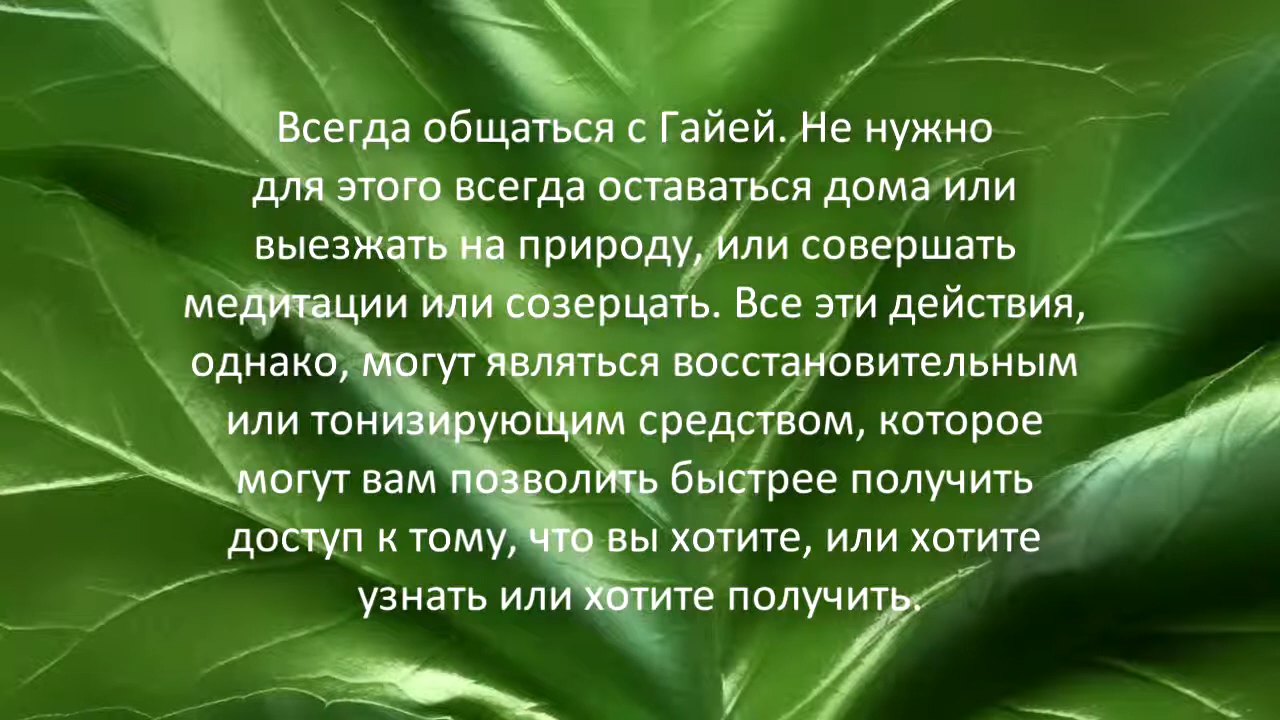 Всегда общаться с Гайей. Не нужно
для этого всегда оставаться дома или
выезжать на природу, или совершать
медитации или созерцать. Все эти действия,
однако, могут являться восстановительным
или тонизирующим средством, которое
могут вам позволить быстрее получить
доступ к тому, что вы хотите, или хотите
узнать или хотите получить.